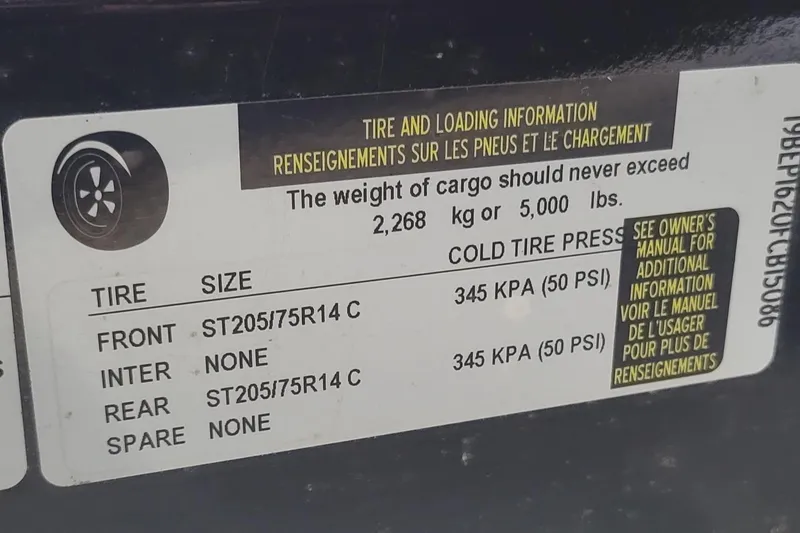 TIRE AND LOADING INFORMATION
RENSEIGNEMENTS SUR LES PNEUS ET LE CHARGEMENT
The weight of cargo should never exceed
2,268 kg or 5,000 lbs.
TIRE SIZE COLD TIRE PRESS
FRONT ST205/75R14 C 345 KPA (50 PSI)
INTER NONE
REAR ST205/75R14 C 345 KPA (50 PSI)
SPARE NONE
SEE OWNER'S
MANUAL FOR
ADDITIONAL
INFORMATION
VOIR LE MANUEL
DE L'USAGER
POUR PLUS DE
RENSEIGNEMENTS